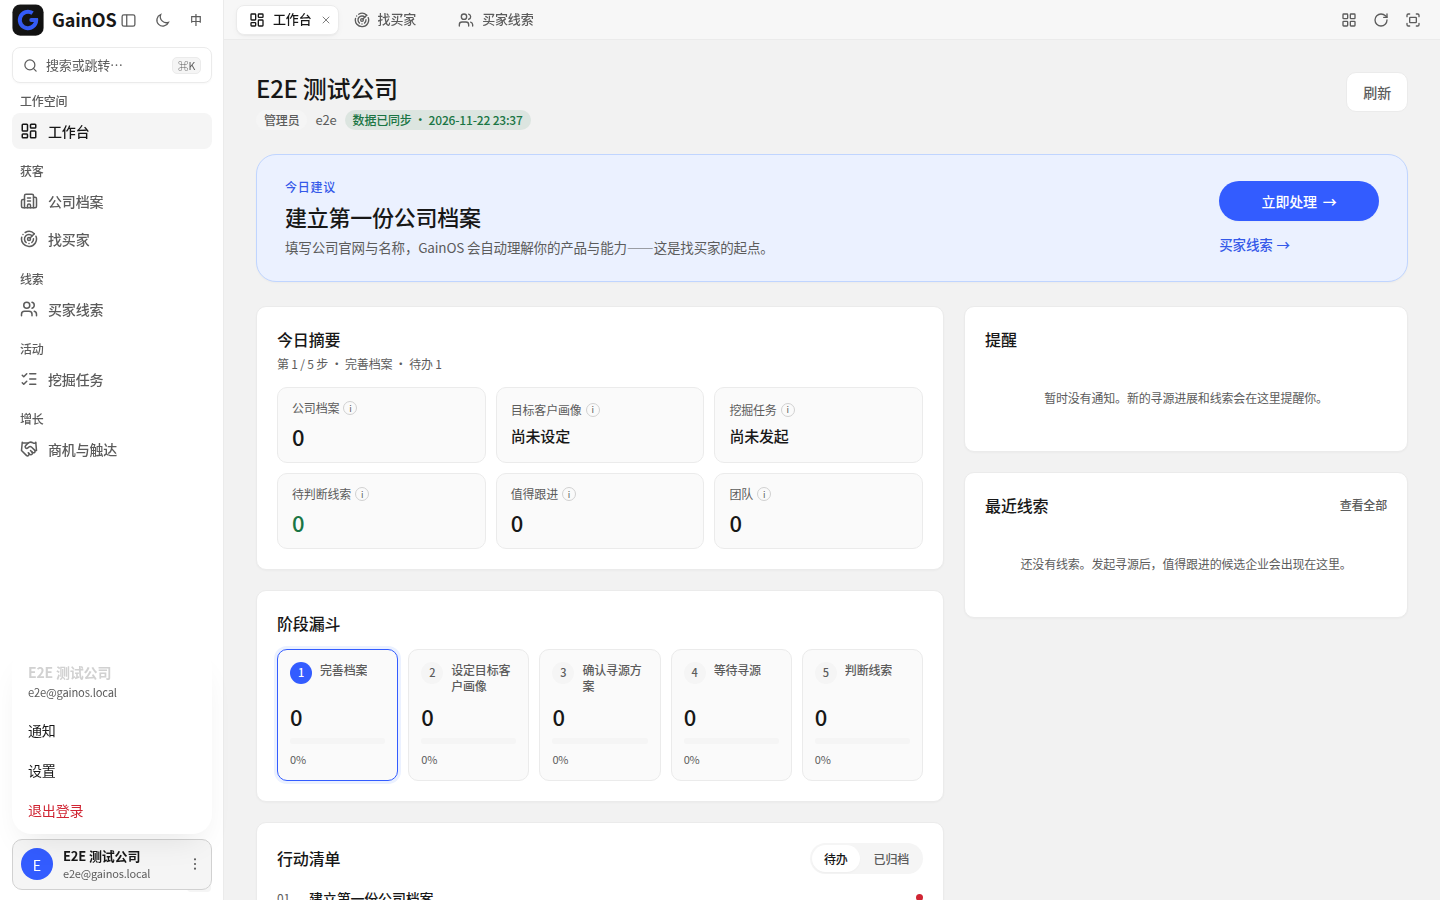 GainOS
中
搜索或跳转…
⌘K
工作空间
工作台
获客
公司档案
找买家
线索
买家线索
活动
挖掘任务
增长
商机与触达
E2E 测试公司
e2e@gainos.local
通知
设置
退出登录
E
E2E 测试公司
e2e@gainos.local
工作台
找买家
买家线索
E2E 测试公司
管理员 e2e 数据已同步 · 2026-11-22 23:37
刷新
今日建议
建立第一份公司档案
填写公司官网与名称，GainOS 会自动理解你的产品与能力——这是找买家的起点。
立即处理 →
买家线索 →
今日摘要
第 1 / 5 步 · 完善档案 · 待办 1
公司档案
0
目标客户画像
尚未设定
挖掘任务
尚未发起
待判断线索
0
值得跟进
0
团队
0
阶段漏斗
1 完善档案
0
0%
2 设定目标客
户画像
0
0%
3 确认寻源方
案
0
0%
4 等待寻源
0
0%
5 判断线索
0
0%
行动清单
待办 已归档
01 建立第一份公司档案
提醒
暂时没有通知。新的寻源进展和线索会在这里提醒你。
最近线索
查看全部
还没有线索。发起寻源后，值得跟进的候选企业会出现在这里。